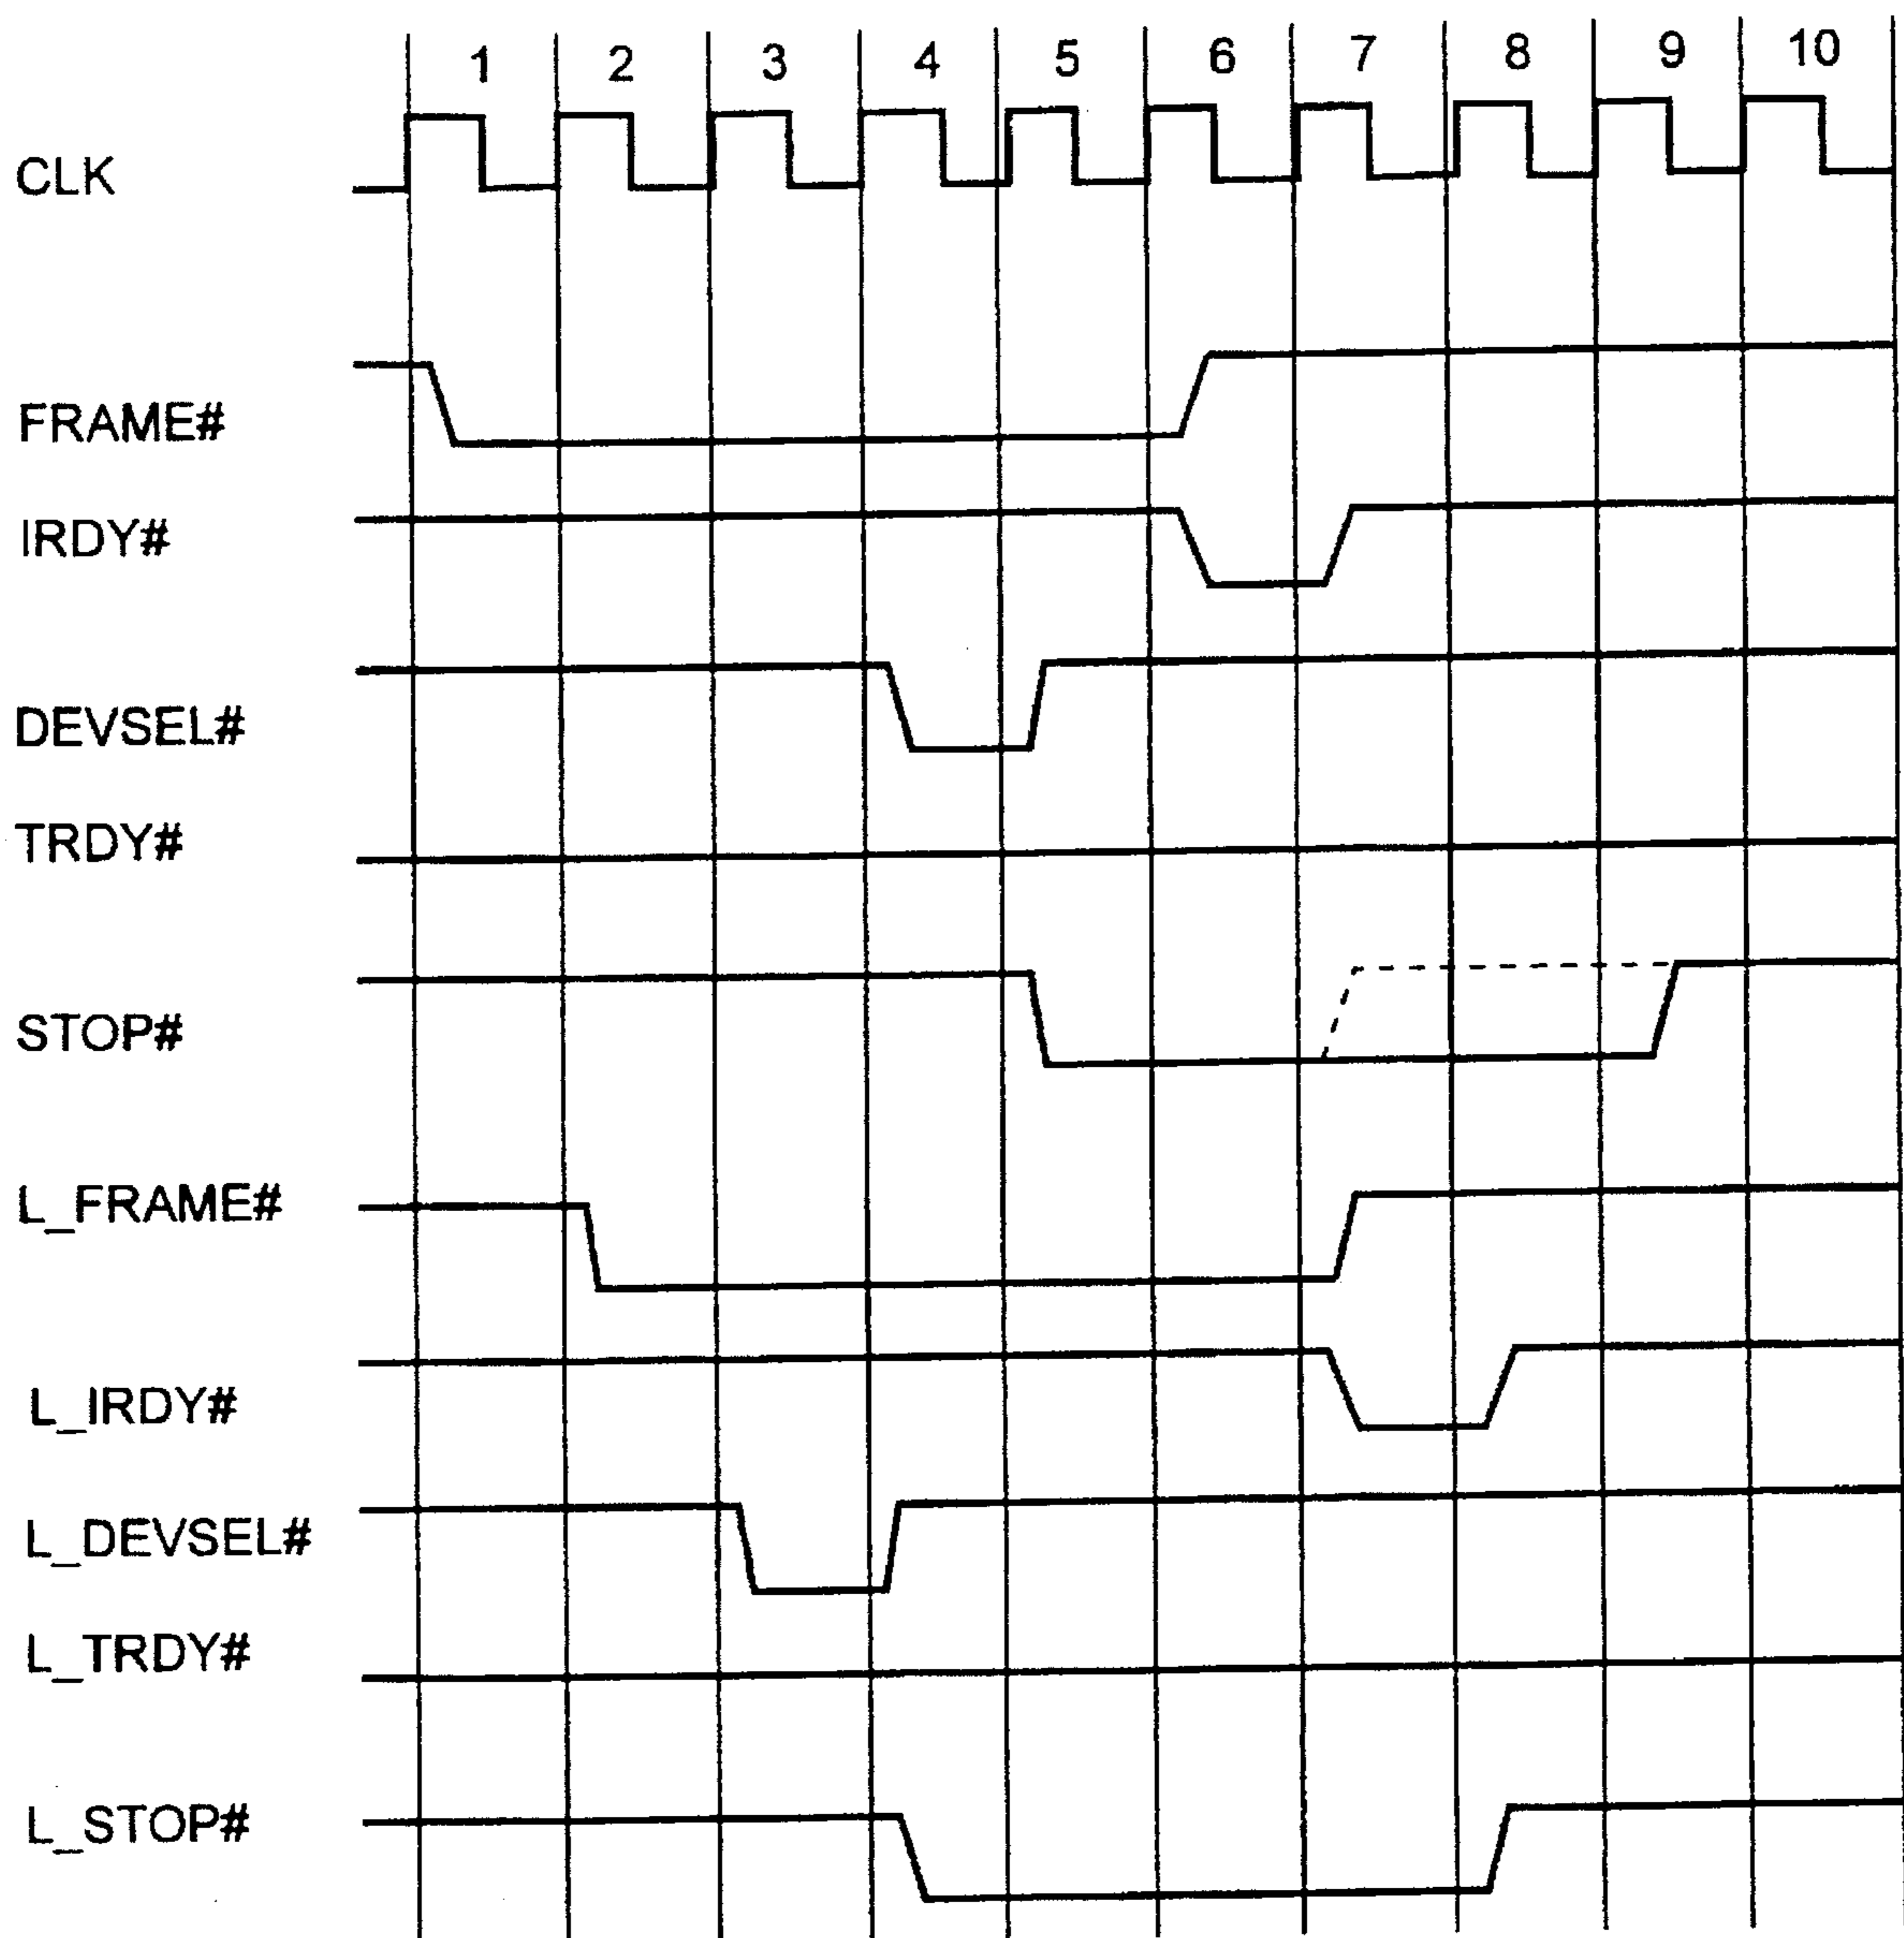 1 2 3 4 5 6 7 8 9 10
CLK
FRAME#
IRDY#
DEVSEL#
TRDY#
STOP#
L_FRAME#
L_IRDY#
L_DEVSEL#
L_TRDY#
L_STOP#